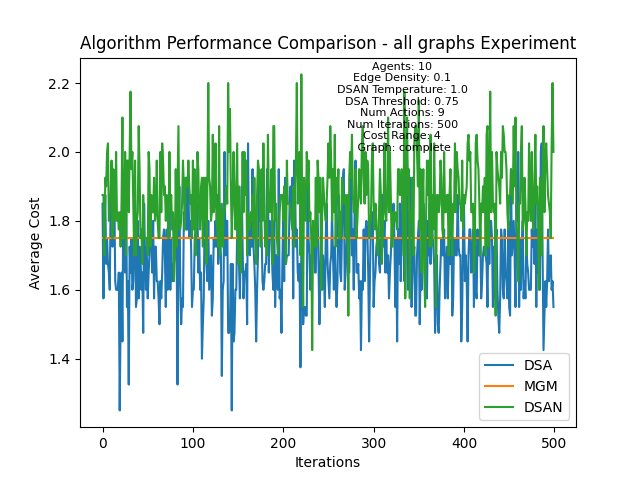 Algorithm Performance Comparison - all graphs Experiment
Agents: 10
Edge Density: 0.1
DSAN Temperature: 1.0
DSA Threshold: 0.75
Num Actions: 9
Num Iterations: 500
Cost Range: 4
Graph: complete
Average Cost
2.2
2.0
1.8
1.6
1.4
0
100
200
300
400
500
Iterations
DSA
MGM
DSAN